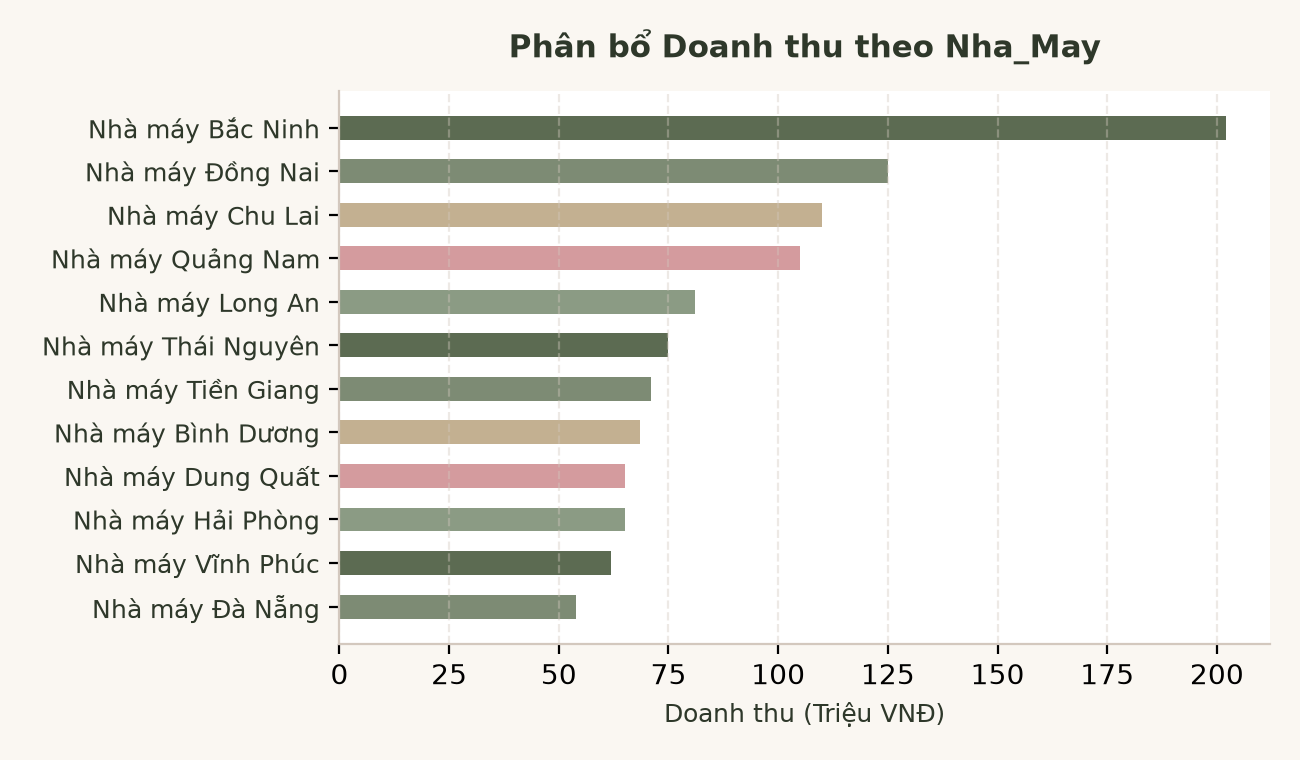 Phân bổ Doanh thu theo Nha_May
Nhà máy Bắc Ninh
Nhà máy Đồng Nai
Nhà máy Chu Lai
Nhà máy Quảng Nam
Nhà máy Long An
Nhà máy Thái Nguyên
Nhà máy Tiền Giang
Nhà máy Bình Dương
Nhà máy Dung Quất
Nhà máy Hải Phòng
Nhà máy Vĩnh Phúc
Nhà máy Đà Nẵng
0 25 50 75 100 125 150 175 200
Doanh thu (Triệu VNĐ)